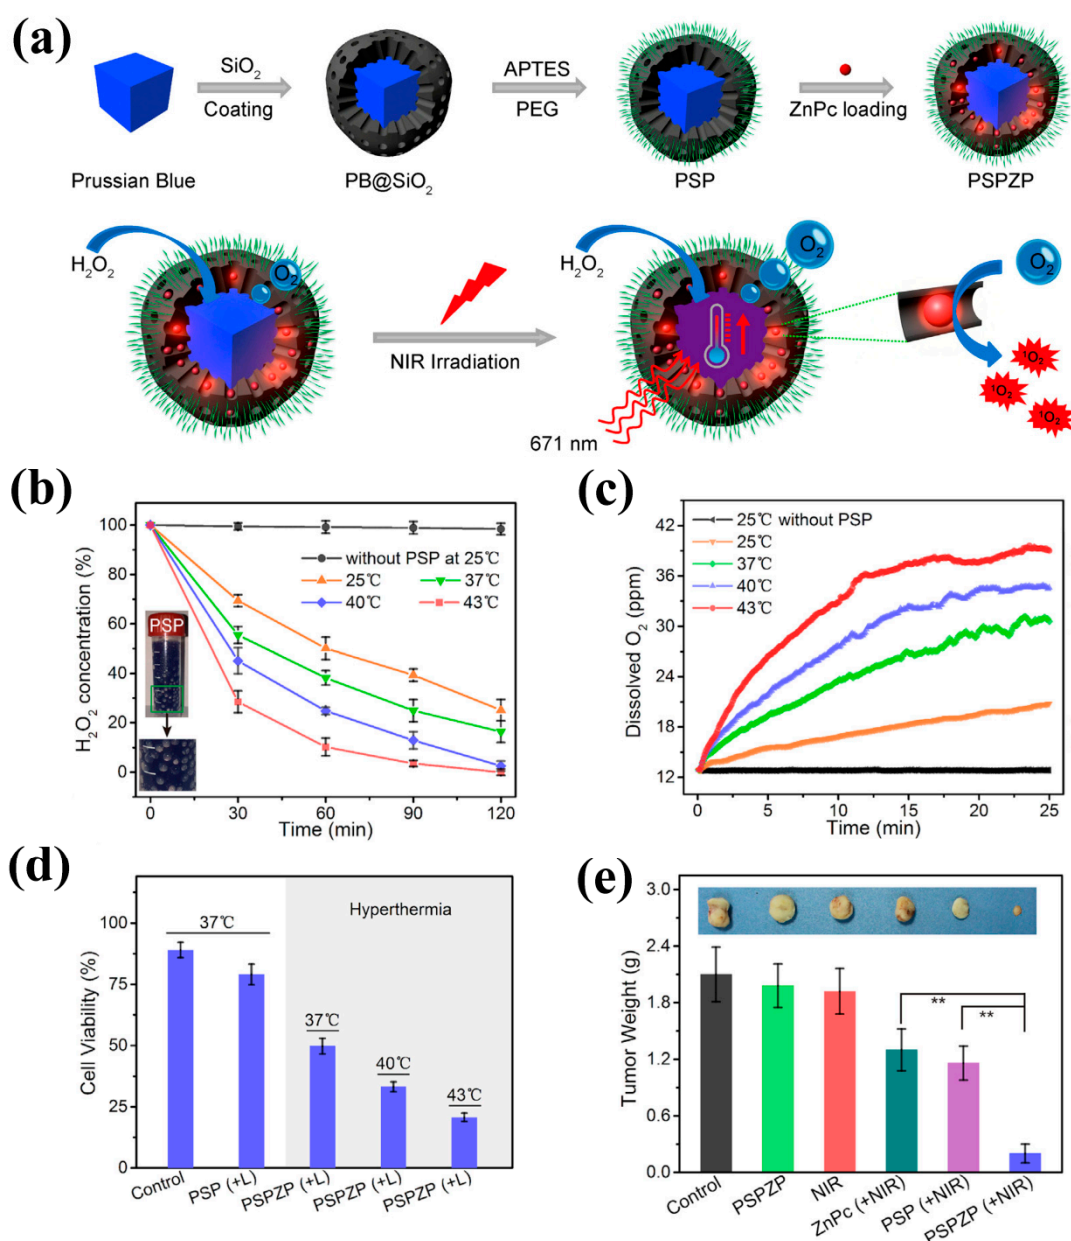 (a)
SiO₂
Coating
APTES
PEG
ZnPc loading
Prussian Blue
PB@SiO₂
PSP
PSPZP
H₂O₂
O₂
NIR Irradiation
H₂O₂
O₂
671 nm
O₂
¹O₂
¹O₂
¹O₂
(b)
H₂O₂ concentration (%)
100
80
60
40
20
0
without PSP at 25℃
25℃
37℃
40℃
43℃
PSP
0
30
60
90
120
Time (min)
(c)
Dissolved O₂ (ppm)
42
36
30
24
18
12
25℃ without PSP
25℃
37℃
40℃
43℃
0
5
10
15
20
25
Time (min)
(d)
Cell Viability (%)
100
75
50
25
0
37℃
Hyperthermia
37℃
40℃
43℃
Control
PSP (+L)
PSPZP (+L)
PSPZP (+L)
PSPZP (+L)
(e)
Tumor Weight (g)
3.0
2.4
1.8
1.2
0.6
0.0
**
**
Control
PSPZP
NIR
ZnPc (+NIR)
PSP (+NIR)
PSPZP (+NIR)